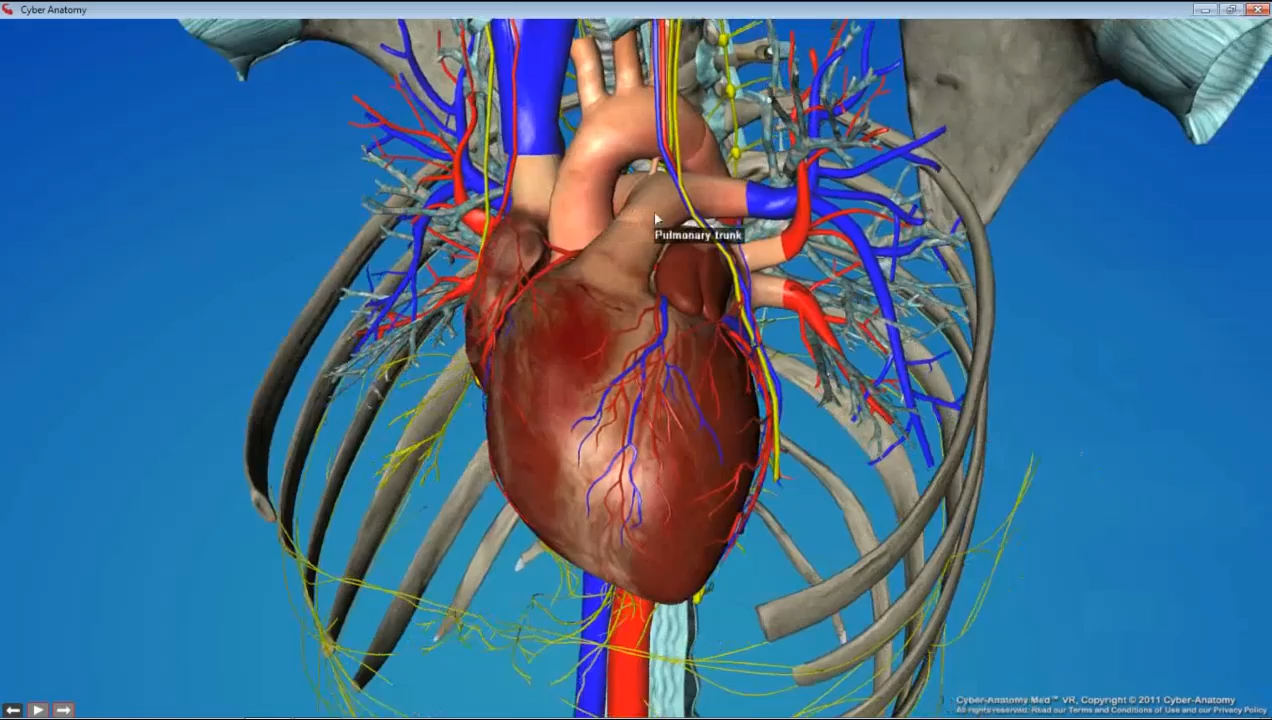 Cyber Anatomy
Pulmonary trunk
Cyber-Anatomy Med™ VR, Copyright © 2011 Cyber-Anatomy
All rights reserved. Read our Terms and Conditions of Use and our Privacy Policy